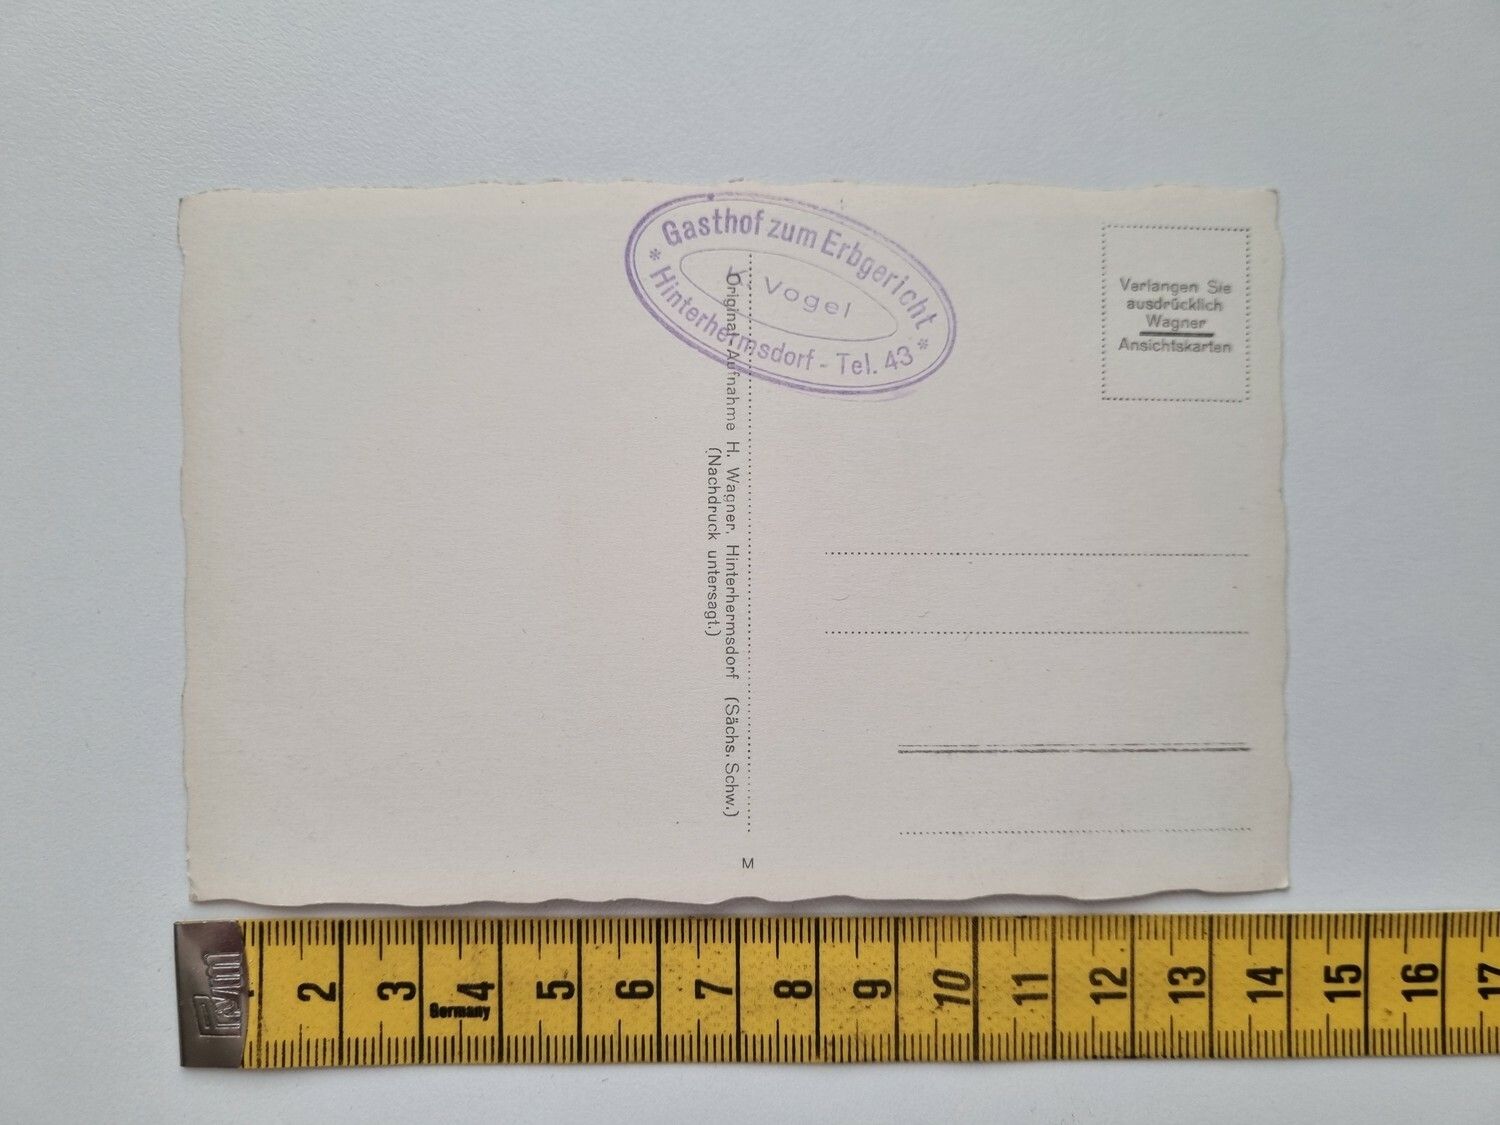 Gasthof zum Erbgericht
K. Vogel
* Hinterhermsdorf - Tel. 43 *
Verlangen Sie
ausdrücklich
Wagner
Ansichtskarten
Original-Aufnahme H. Wagner, Hinterhermsdorf (Sächs. Schw.)
(Nachdruck untersagt.)
M
2 3 4 5 6 7 8 9 10 11 12 13 14 15 16 17
Germany